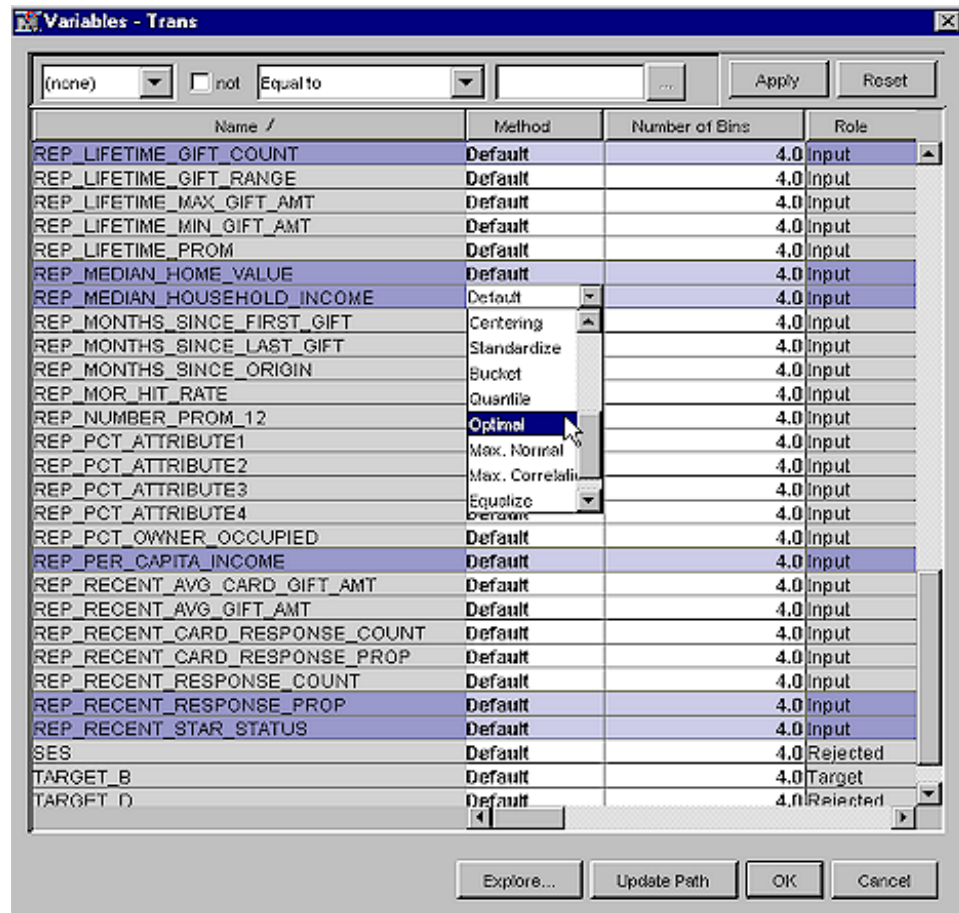 Variables - Trans
(none) not Equal to ... Apply Reset
Name / Method Number of Bins Role
REP_LIFETIME_GIFT_COUNT Default 4.0 Input
REP_LIFETIME_GIFT_RANGE Default 4.0 Input
REP_LIFETIME_MAX_GIFT_AMT Default 4.0 Input
REP_LIFETIME_MIN_GIFT_AMT Default 4.0 Input
REP_LIFETIME_PROM Default 4.0 Input
REP_MEDIAN_HOME_VALUE Default 4.0 Input
REP_MEDIAN_HOUSEHOLD_INCOME Default 4.0 Input
REP_MONTHS_SINCE_FIRST_GIFT Centering 4.0 Input
REP_MONTHS_SINCE_LAST_GIFT Standardize 4.0 Input
REP_MONTHS_SINCE_ORIGIN Bucket 4.0 Input
REP_MOR_HIT_RATE Quantile 4.0 Input
REP_NUMBER_PROM_12 Optimal 4.0 Input
REP_PCT_ATTRIBUTE1 Max. Normal 4.0 Input
REP_PCT_ATTRIBUTE2 Max. Correlati 4.0 Input
REP_PCT_ATTRIBUTE3 Equalize 4.0 Input
REP_PCT_ATTRIBUTE4 Default 4.0 Input
REP_PCT_OWNER_OCCUPIED Default 4.0 Input
REP_PER_CAPITA_INCOME Default 4.0 Input
REP_RECENT_AVG_CARD_GIFT_AMT Default 4.0 Input
REP_RECENT_AVG_GIFT_AMT Default 4.0 Input
REP_RECENT_CARD_RESPONSE_COUNT Default 4.0 Input
REP_RECENT_CARD_RESPONSE_PROP Default 4.0 Input
REP_RECENT_RESPONSE_COUNT Default 4.0 Input
REP_RECENT_RESPONSE_PROP Default 4.0 Input
REP_RECENT_STAR_STATUS Default 4.0 Input
SES Default 4.0 Rejected
TARGET_B Default 4.0 Target
TARGET_D Default 4.0 Rejected
Explore... Update Path OK Cancel